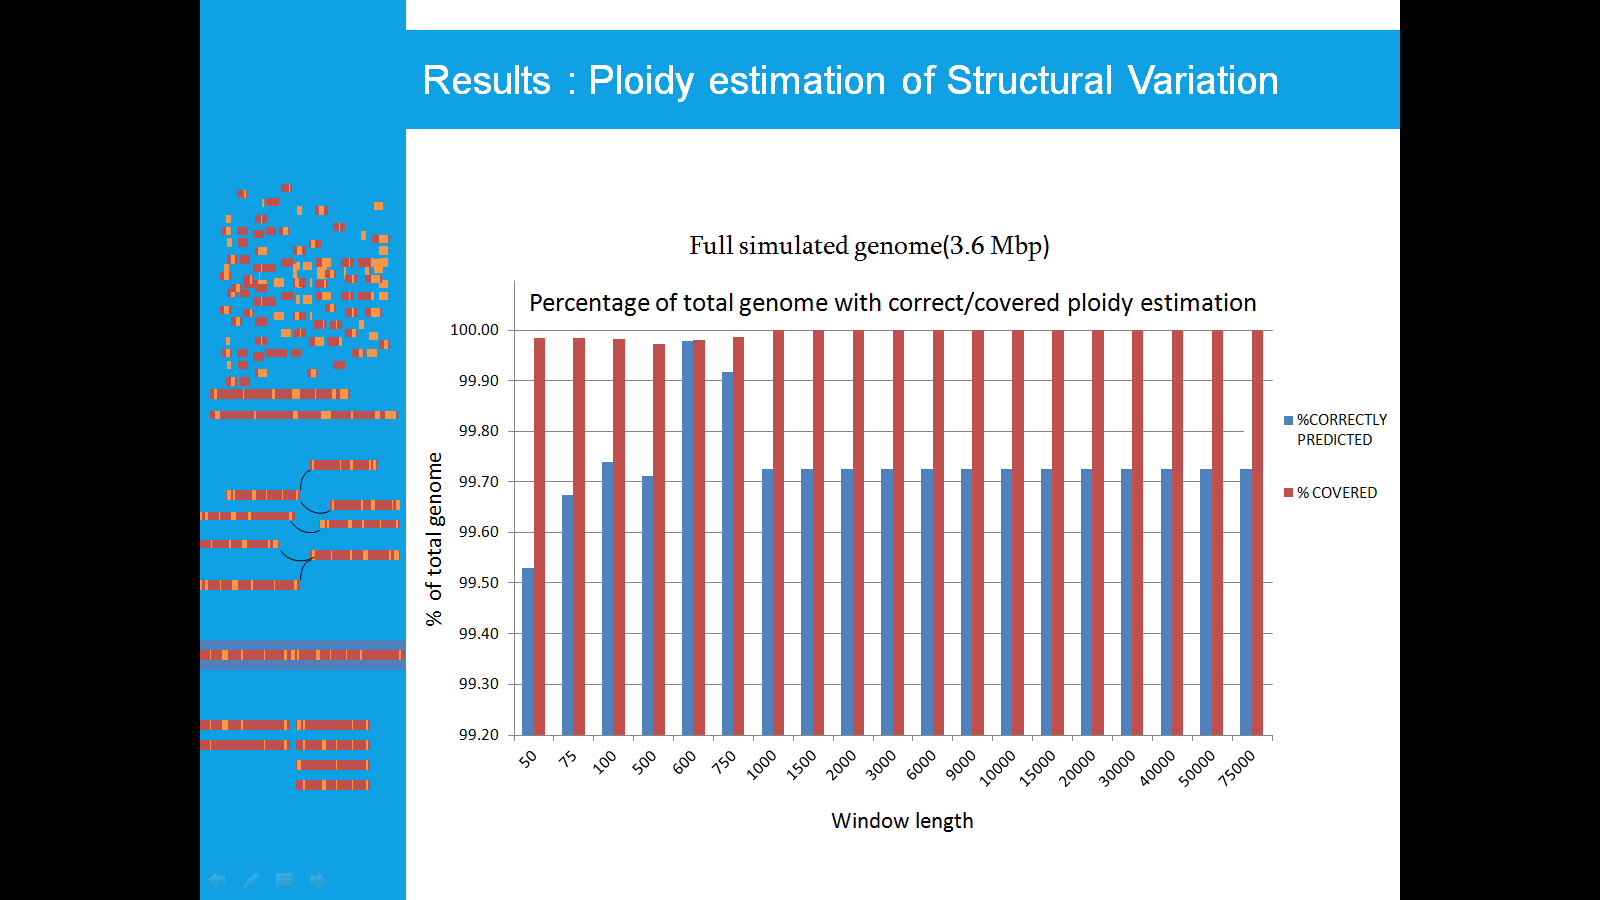 Results : Ploidy estimation of Structural Variation
Full simulated genome(3.6 Mbp)
Percentage of total genome with correct/covered ploidy estimation
% of total genome
100.00
99.90
99.80
99.70
99.60
99.50
99.40
99.30
99.20
50 75 100 500 600 750 1000 1500 2000 3000 6000 9000 10000 15000 20000 30000 40000 50000 75000
Window length
%CORRECTLY
PREDICTED
% COVERED